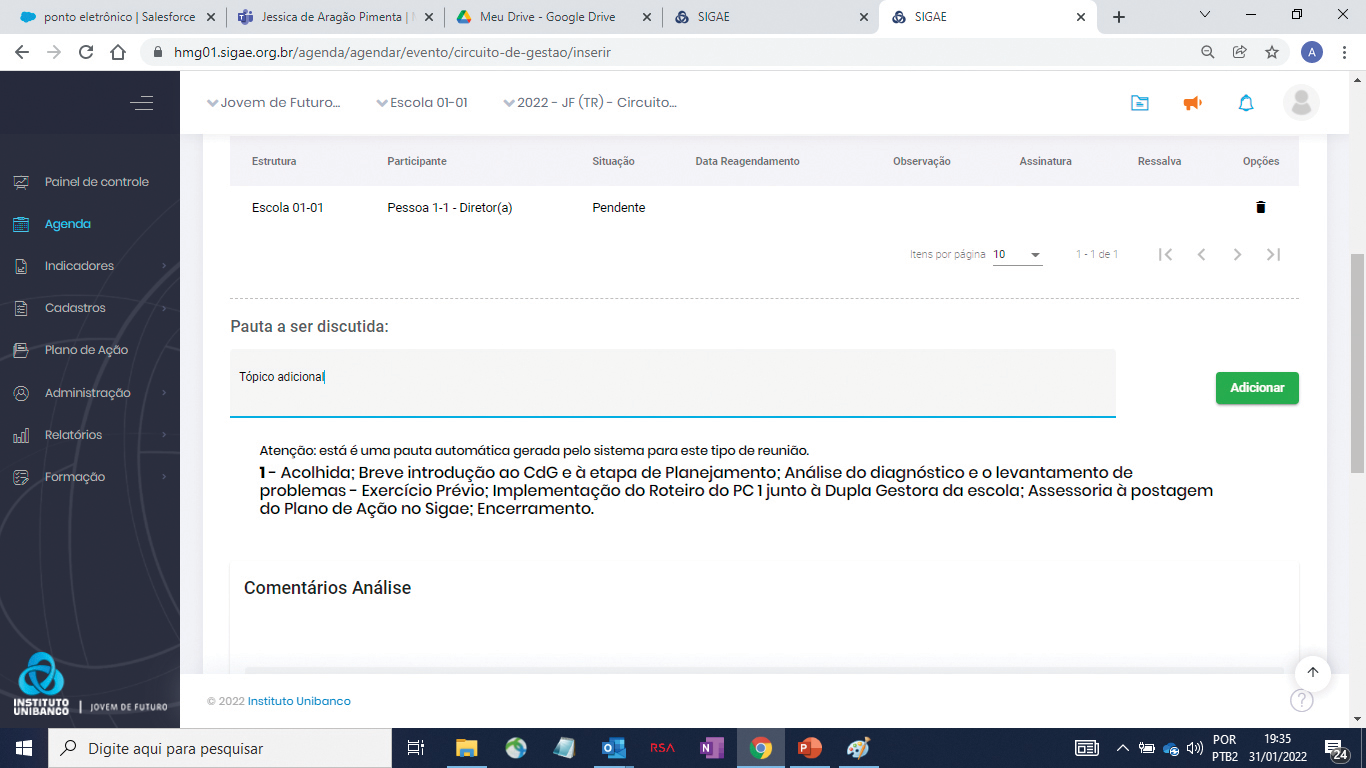 ponto eletrônico | Salesforce
Jessica de Aragão Pimenta |
Meu Drive - Google Drive
SIGAE
SIGAE
hmg01.sigae.org.br/agenda/agendar/evento/circuito-de-gestao/inserir
A
Jovem de Futuro...
Escola 01-01
2022 - JF (TR) - Circuito...
Painel de controle
Agenda
Indicadores
Cadastros
Plano de Ação
Administração
Relatórios
Formação
INSTITUTO UNIBANCO | JOVEM DE FUTURO
Estrutura Participante Situação Data Reagendamento Observação Assinatura Ressalva Opções
Escola 01-01 Pessoa 1-1 - Diretor(a) Pendente
Itens por página 10 1 - 1 de 1
Pauta a ser discutida:
Tópico adicional
Adicionar
Atenção: está é uma pauta automática gerada pelo sistema para este tipo de reunião.
1 - Acolhida; Breve introdução ao CdG e à etapa de Planejamento; Análise do diagnóstico e o levantamento de
problemas - Exercício Prévio; Implementação do Roteiro do PC 1 junto à Dupla Gestora da escola; Assessoria à postagem
do Plano de Ação no Sigae; Encerramento.
Comentários Análise
© 2022 Instituto Unibanco
?
Digite aqui para pesquisar
RSA
POR
PTB2
19:35
31/01/2022
24